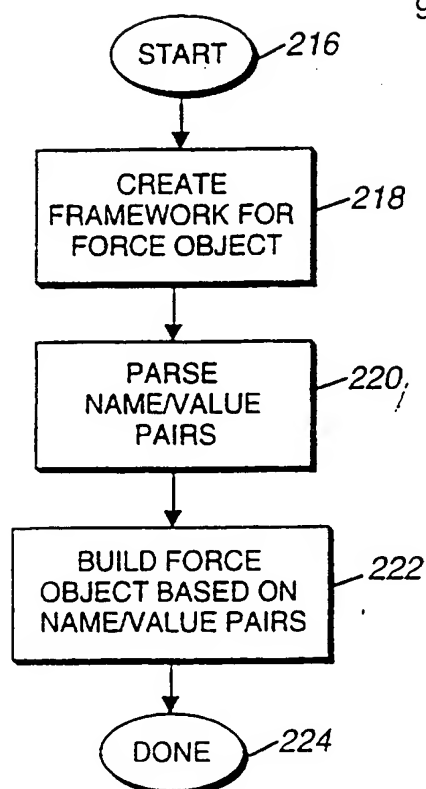 9
START
216
CREATE
FRAMEWORK FOR
FORCE OBJECT
218
PARSE
NAME/VALUE
PAIRS
220
BUILD FORCE
OBJECT BASED ON
NAME/VALUE PAIRS
222
DONE
224